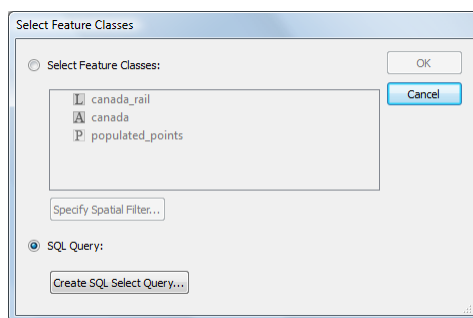 Select Feature Classes
Select Feature Classes:
OK
L canada_rail
Cancel
A canada
P populated_points
Specify Spatial Filter...
SQL Query:
Create SQL Select Query...